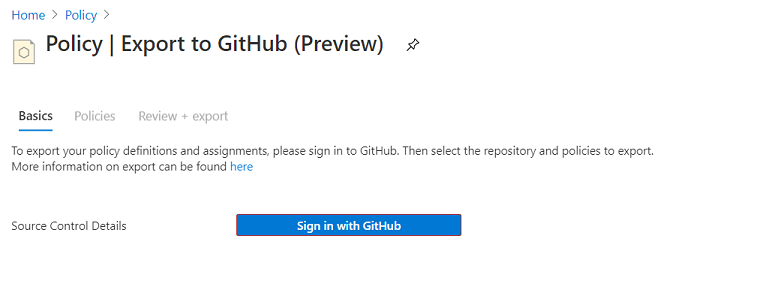 Home > Policy >
Policy | Export to GitHub (Preview)
Basics Policies Review + export
To export your policy definitions and assignments, please sign in to GitHub. Then select the repository and policies to export.
More information on export can be found here
Source Control Details Sign in with GitHub